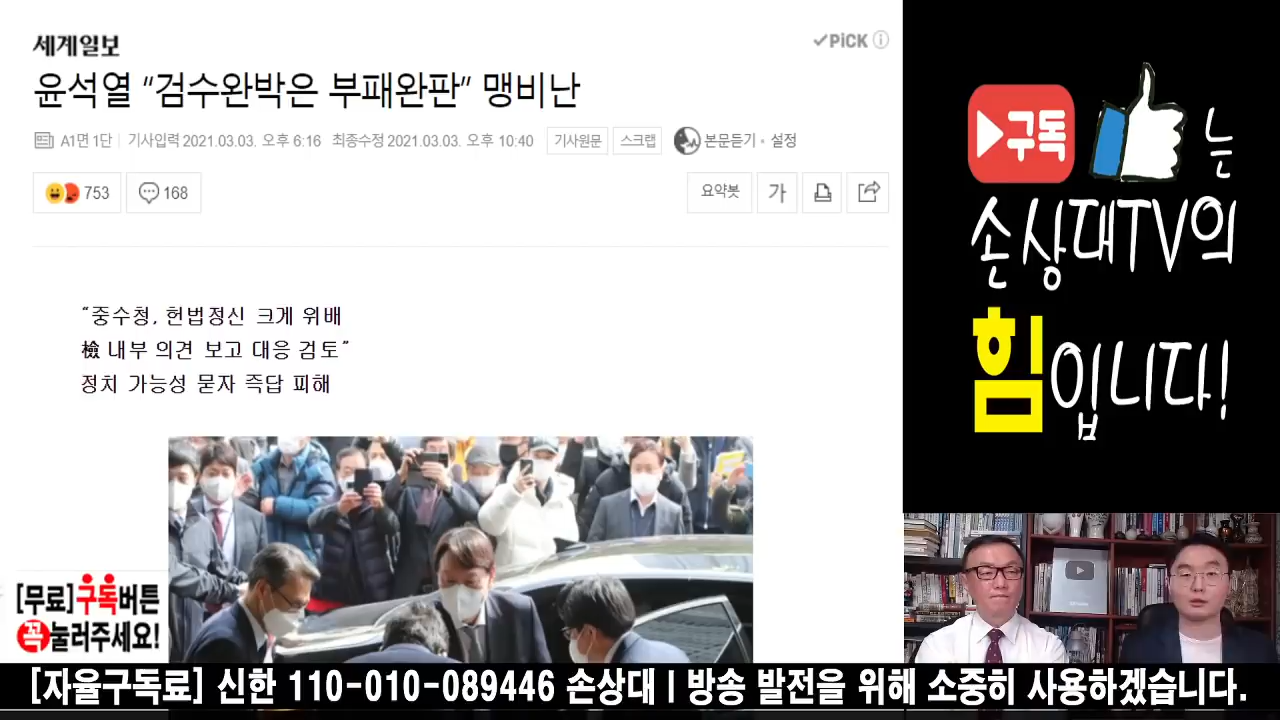 세계일보
✓PiCK ⓘ
윤석열 “검수완박은 부패완판” 맹비난
A1면 1단 | 기사입력 2021.03.03. 오후 6:16 최종수정 2021.03.03. 오후 10:40 기사원문 스크랩 본문듣기 · 설정
753 168 요약봇 가
“중수청, 헌법정신 크게 위배
檢 내부 의견 보고 대응 검토”
정치 가능성 묻자 즉답 피해
구독 는
손상대TV의
힘입니다!
[무료]구독버튼
꼭눌러주세요!
[자율구독료] 신한 110-010-089446 손상대 | 방송 발전을 위해 소중히 사용하겠습니다.